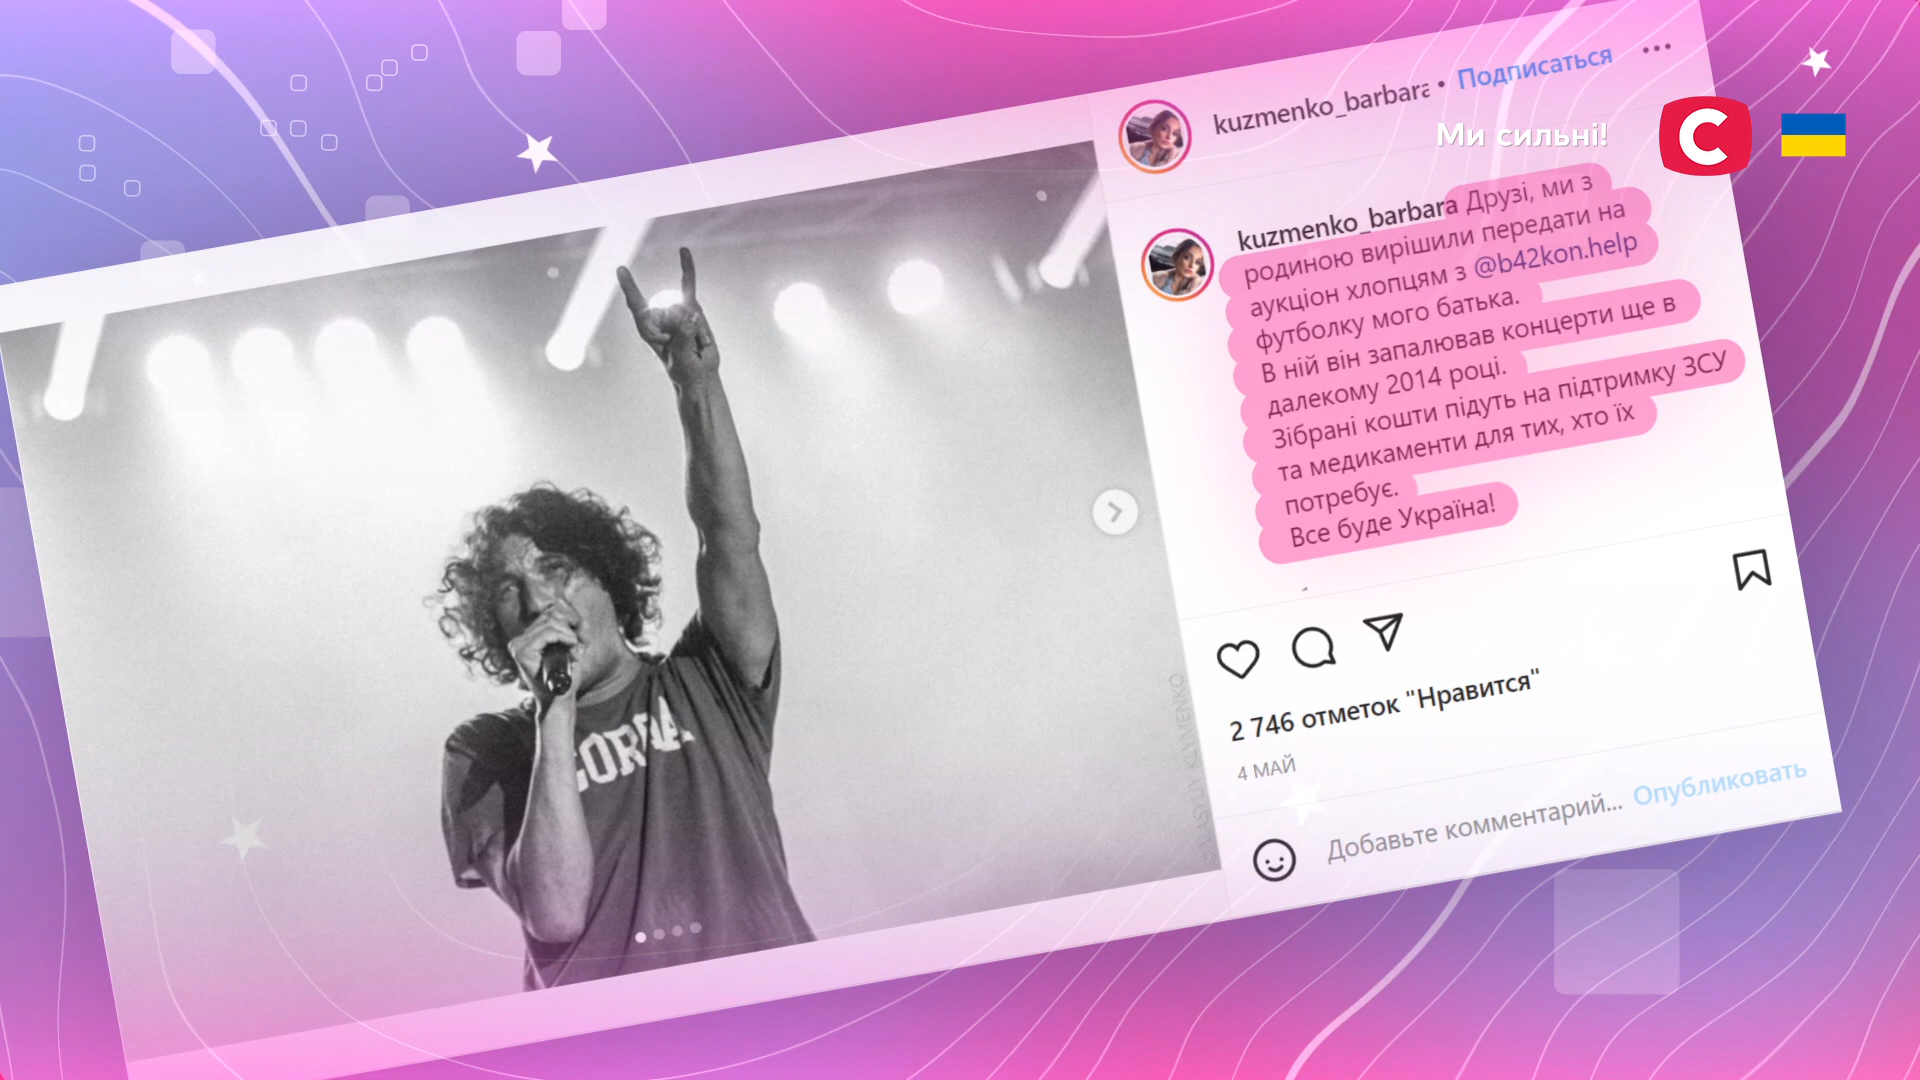 kuzmenko_barbara • Подписаться
Ми сильні!
kuzmenko_barbara Друзі, ми з
родиною вирішили передати на
аукціон хлопцям з @b42kon.help
футболку мого батька.
В ній він запалював концерти ще в
далекому 2014 році.
Зібрані кошти підуть на підтримку ЗСУ
та медикаменти для тих, хто їх
потребує.
Все буде Україна!
2 746 отметок "Нравится"
4 МАЙ
Добавьте комментарий... Опубликовать